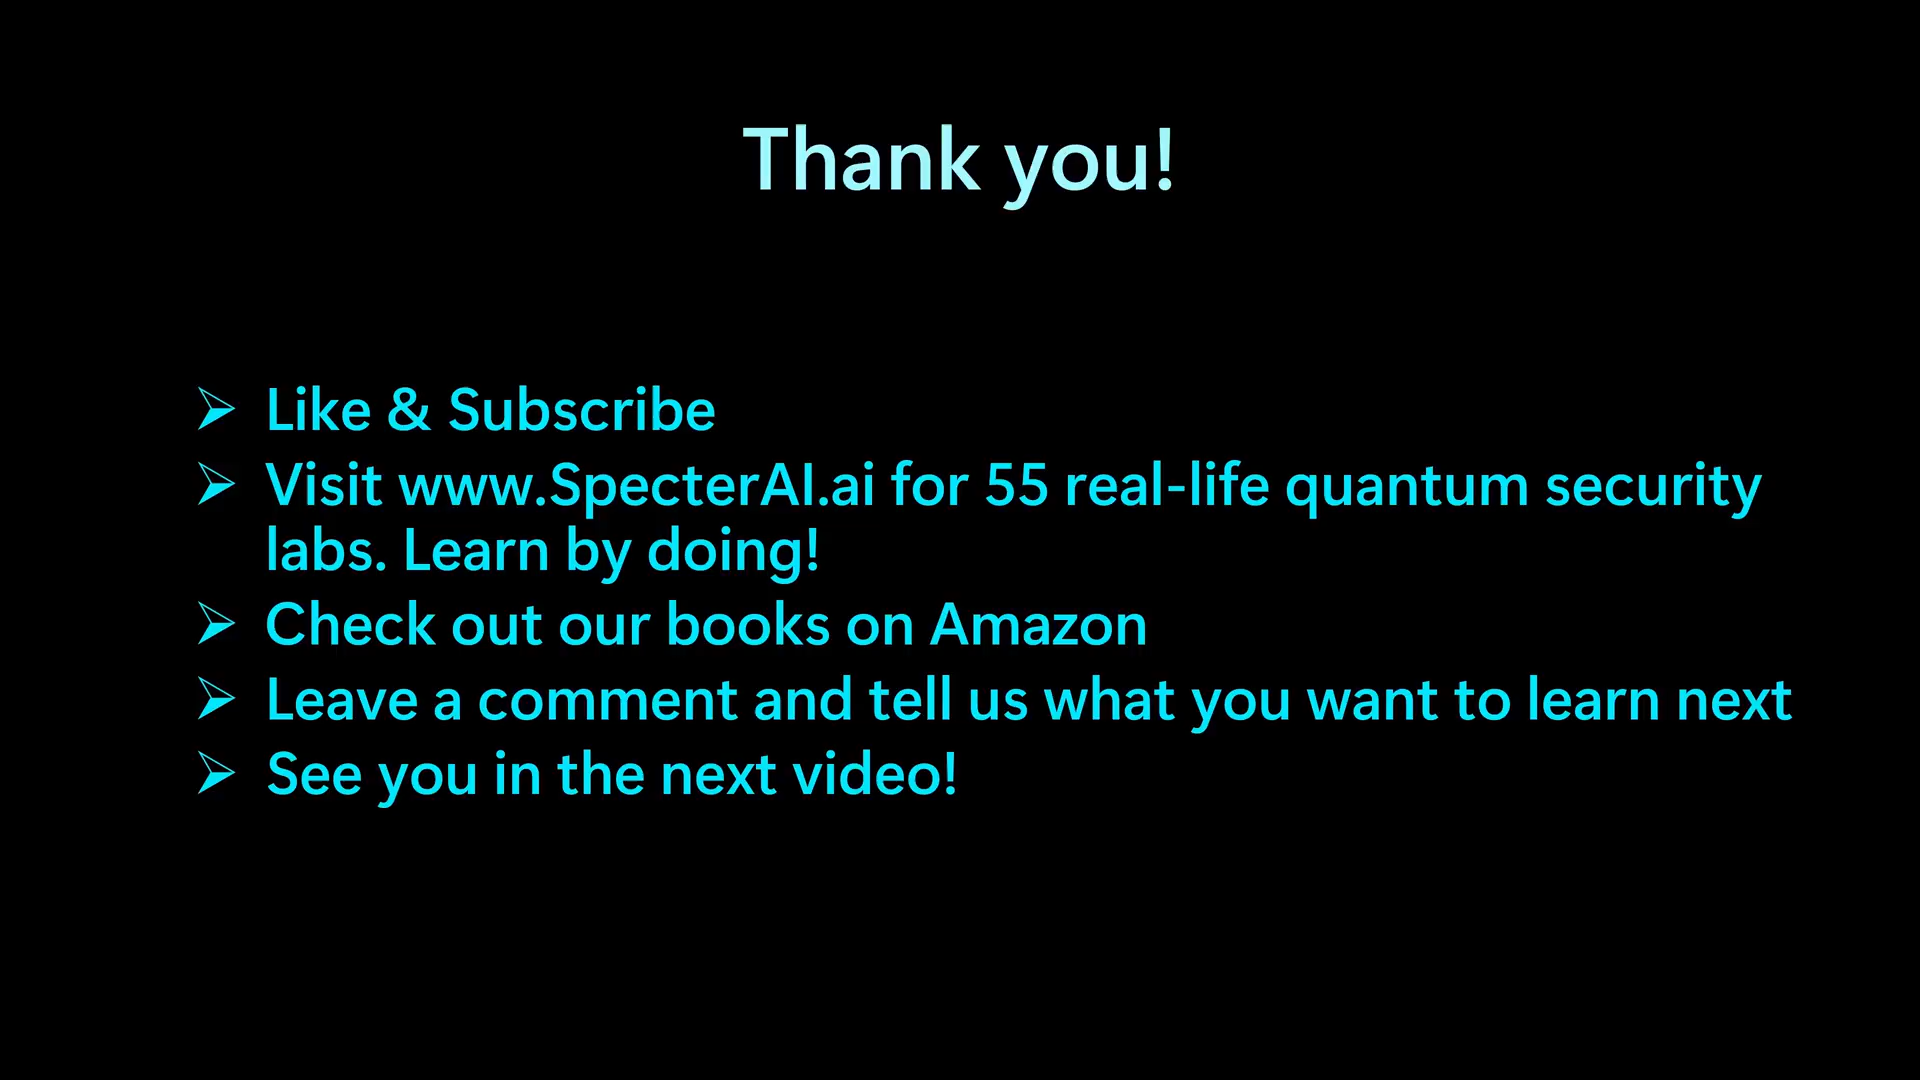 Thank you!
➢ Like & Subscribe
➢ Visit www.SpecterAI.ai for 55 real-life quantum security
labs. Learn by doing!
➢ Check out our books on Amazon
➢ Leave a comment and tell us what you want to learn next
➢ See you in the next video!